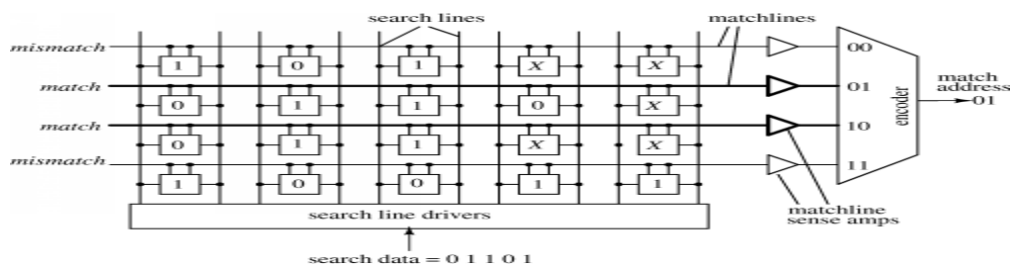 search lines matchlines
mismatch 00
1 0 1 X X
match 01 match
0 1 1 0 X address
encoder 01
match 10
0 1 1 X X
mismatch 11
1 0 0 1 1
search line drivers matchline
sense amps
search data = 0 1 1 0 1